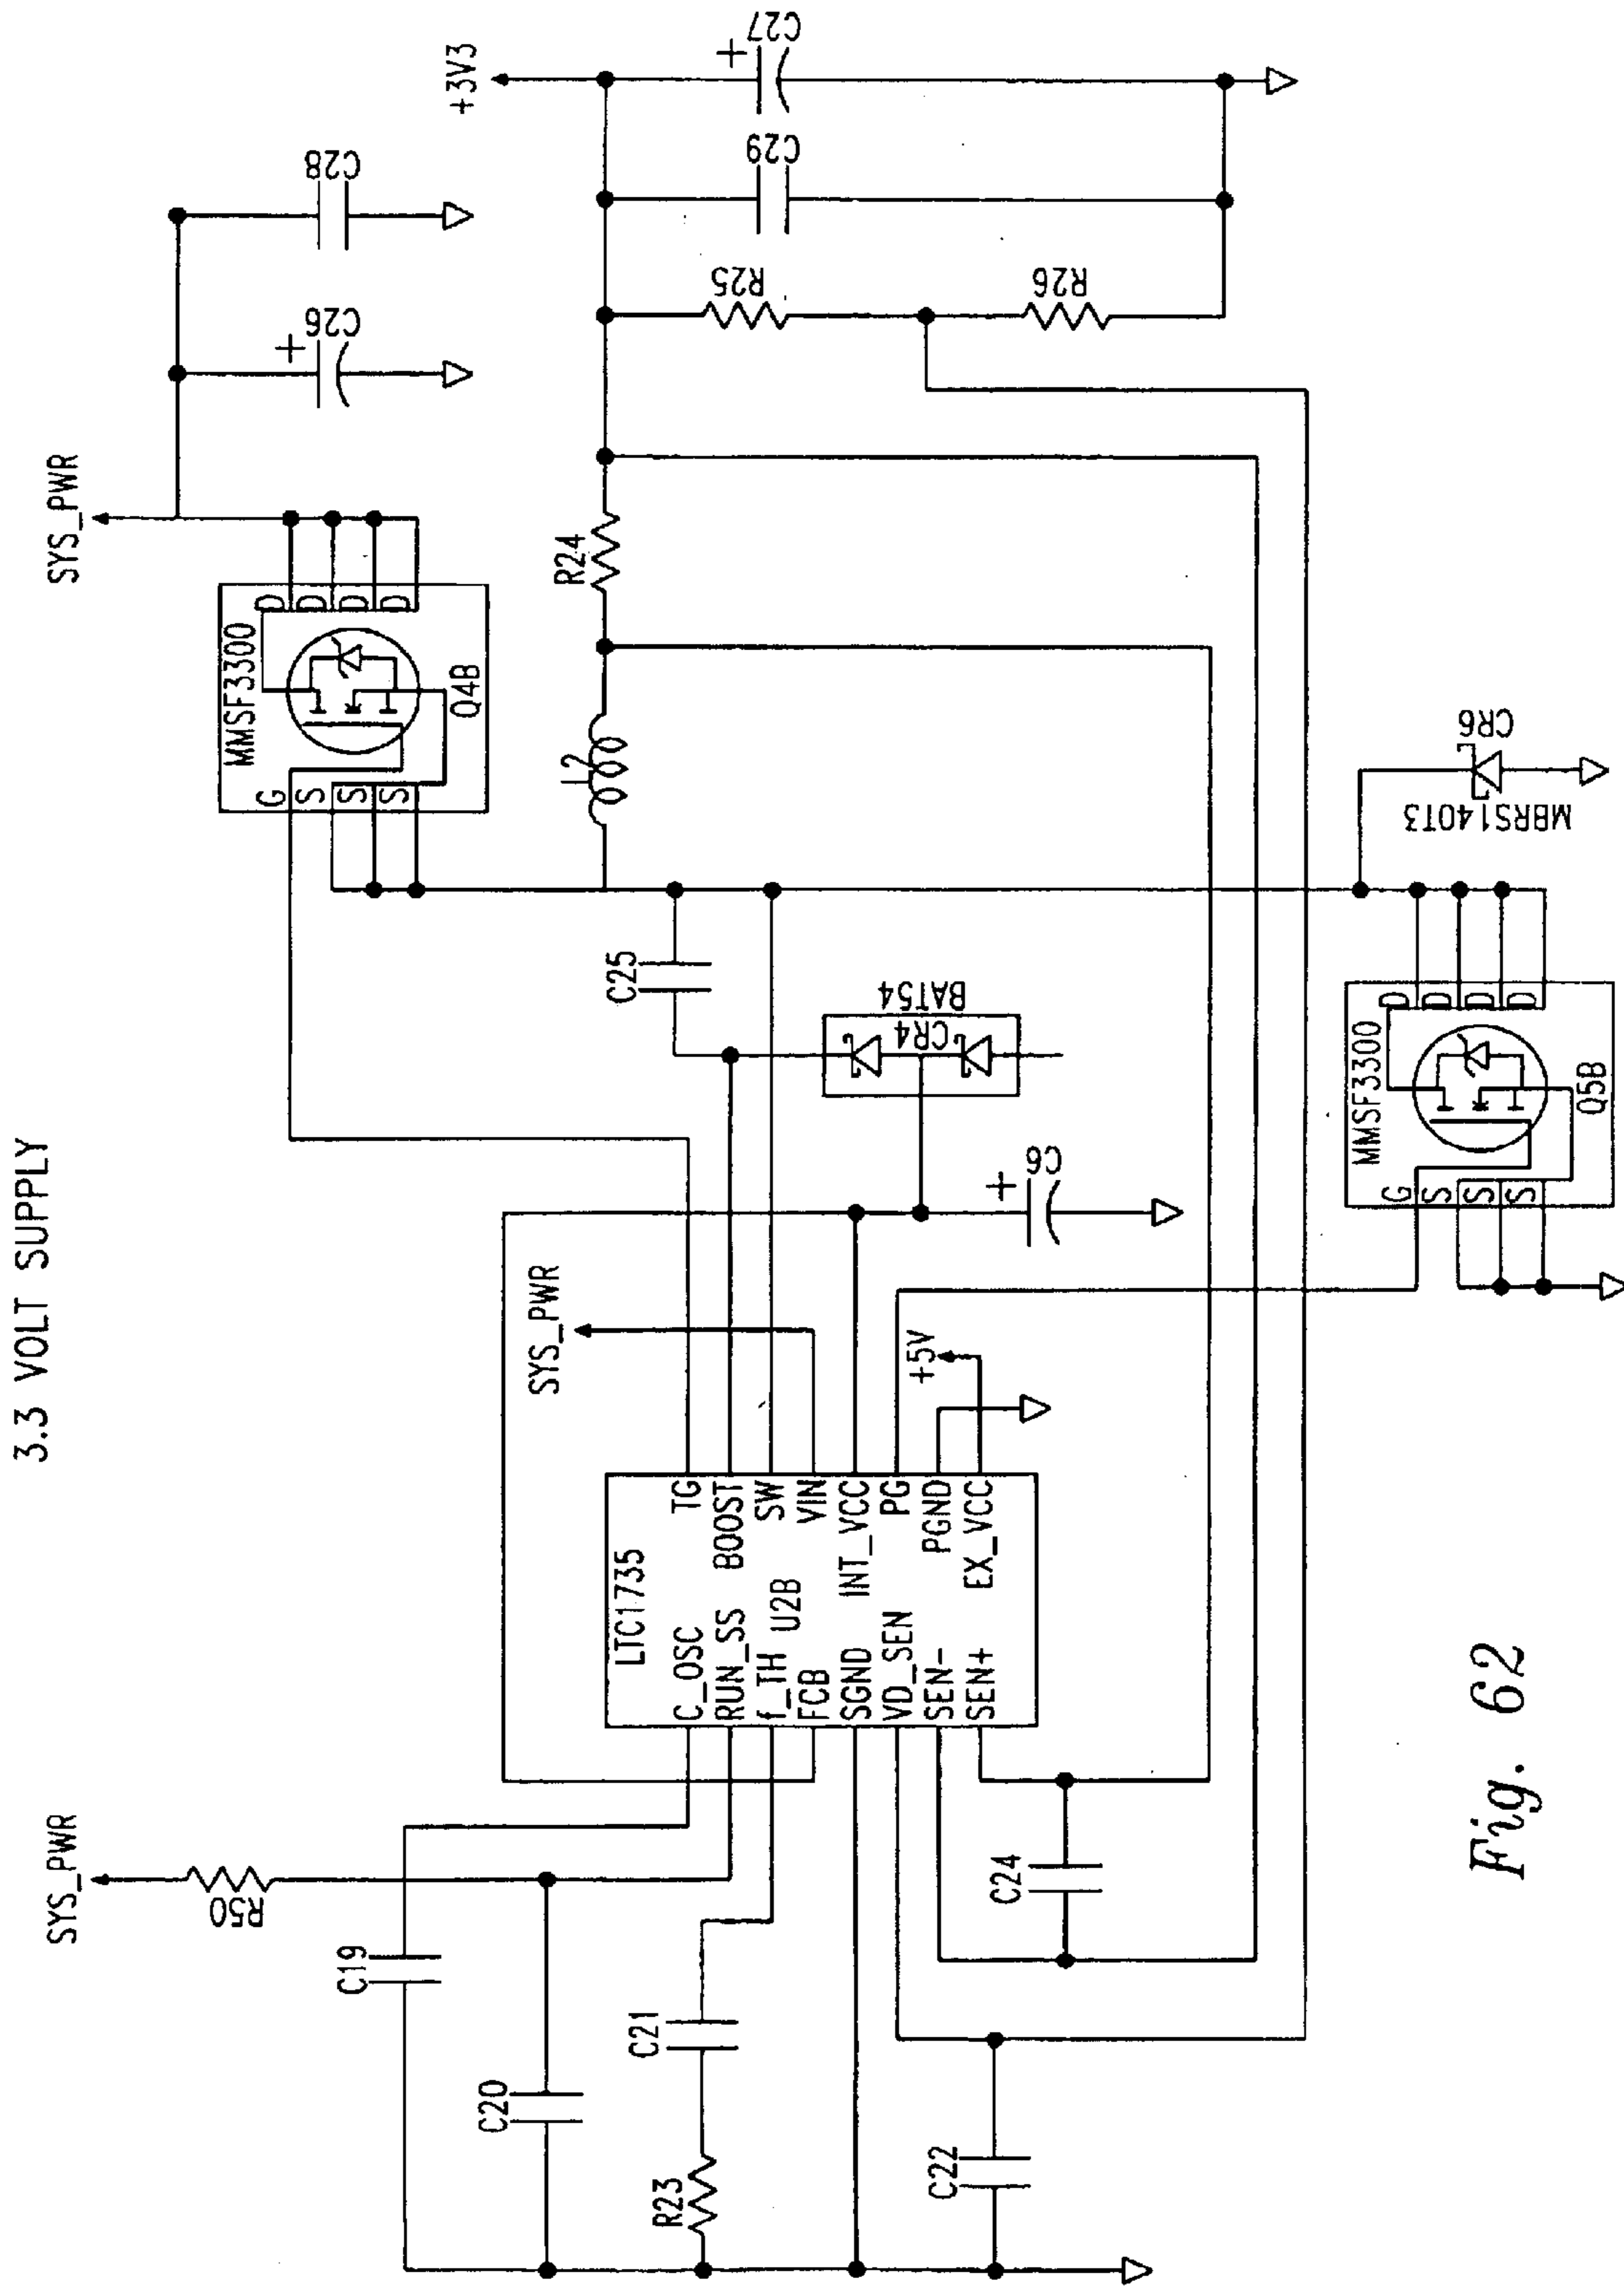 3.3 VOLT SUPPLY
SYS_PWR
R50
C19
C20
C21
R23
C22
C24
LTC1735
U2B
C_OSC
RUN_SS
f_TH
FCB
SGND
VD_SEN
SEN-
SEN+
TG
BOOST
SW
VIN
INT_VCC
PG
PGND
EX_VCC
SYS_PWR
+5V
+
C6
C25
CR4
BAT54
MMSF3300
Q4B
G
S
S
S
D
D
D
D
SYS_PWR
+
C26
C28
L2
R24
R25
R26
C29
+
C27
+3V3
MMSF3300
Q5B
G
S
S
S
D
D
D
D
CR6
MBRS140T3
Fig. 62